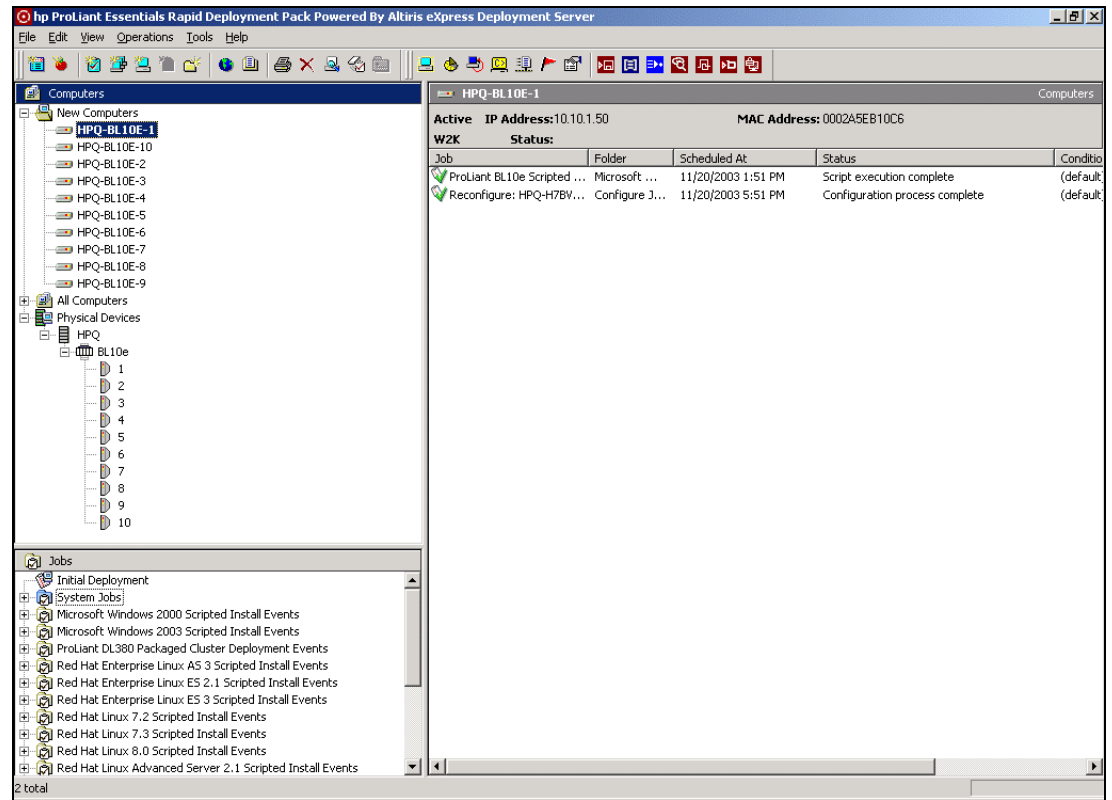 hp ProLiant Essentials Rapid Deployment Pack Powered By Altiris eXpress Deployment Server
File Edit View Operations Tools Help
Computers
New Computers
HPQ-BL10E-1
HPQ-BL10E-10
HPQ-BL10E-2
HPQ-BL10E-3
HPQ-BL10E-4
HPQ-BL10E-5
HPQ-BL10E-6
HPQ-BL10E-7
HPQ-BL10E-8
HPQ-BL10E-9
All Computers
Physical Devices
HPQ
BL10e
1
2
3
4
5
6
7
8
9
10
HPQ-BL10E-1 Computers
Active IP Address:10.10.1.50 MAC Address: 0002A5EB10C6
W2K Status:
Job Folder Scheduled At Status Conditio
ProLiant BL10e Scripted ... Microsoft ... 11/20/2003 1:51 PM Script execution complete (default
Reconfigure: HPQ-H7BV... Configure J... 11/20/2003 5:51 PM Configuration process complete (default
Jobs
Initial Deployment
System Jobs
Microsoft Windows 2000 Scripted Install Events
Microsoft Windows 2003 Scripted Install Events
ProLiant DL380 Packaged Cluster Deployment Events
Red Hat Enterprise Linux AS 3 Scripted Install Events
Red Hat Enterprise Linux ES 2.1 Scripted Install Events
Red Hat Enterprise Linux ES 3 Scripted Install Events
Red Hat Linux 7.2 Scripted Install Events
Red Hat Linux 7.3 Scripted Install Events
Red Hat Linux 8.0 Scripted Install Events
Red Hat Linux Advanced Server 2.1 Scripted Install Events
2 total